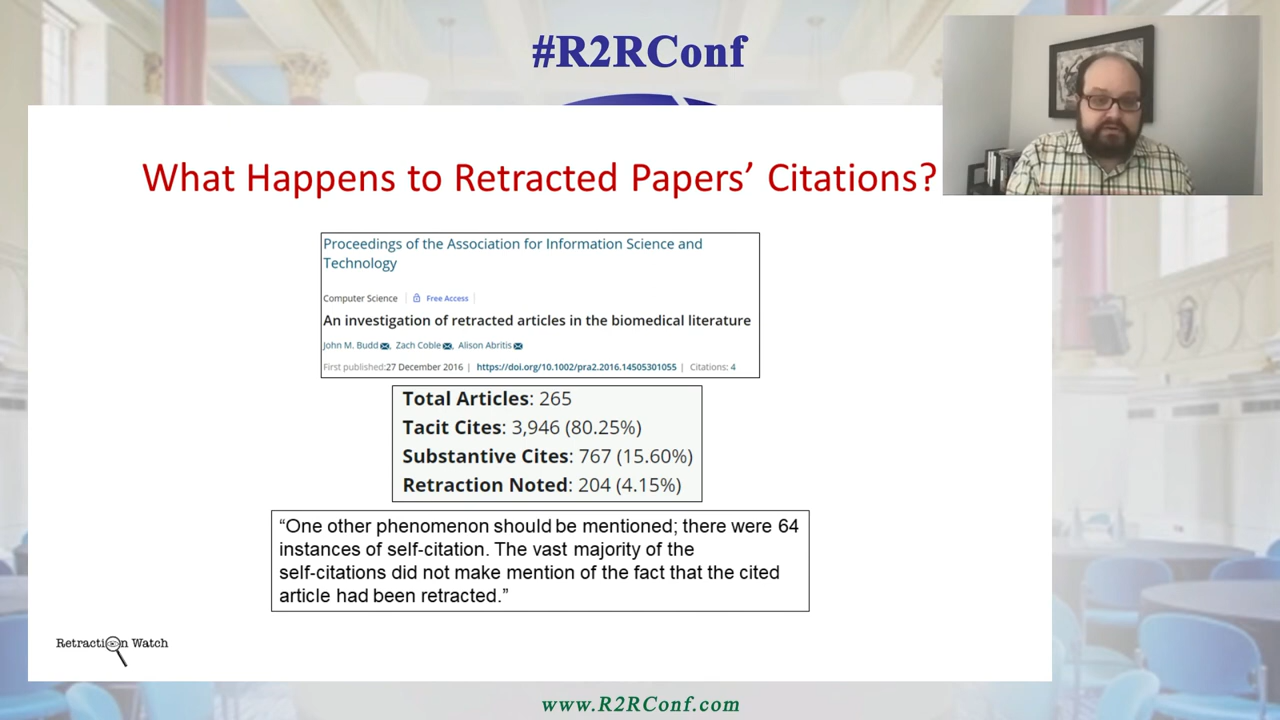 #R2RConf
What Happens to Retracted Papers’ Citations?
Proceedings of the Association for Information Science and
Technology
Computer Science | Free Access |
An investigation of retracted articles in the biomedical literature
John M. Budd, Zach Coble, Alison Abritis
First published:27 December 2016 | https://doi.org/10.1002/pra2.2016.14505301055 | Citations: 4
Total Articles: 265
Tacit Cites: 3,946 (80.25%)
Substantive Cites: 767 (15.60%)
Retraction Noted: 204 (4.15%)
“One other phenomenon should be mentioned; there were 64
instances of self-citation. The vast majority of the
self-citations did not make mention of the fact that the cited
article had been retracted.”
Retraction Watch
www.R2RConf.com